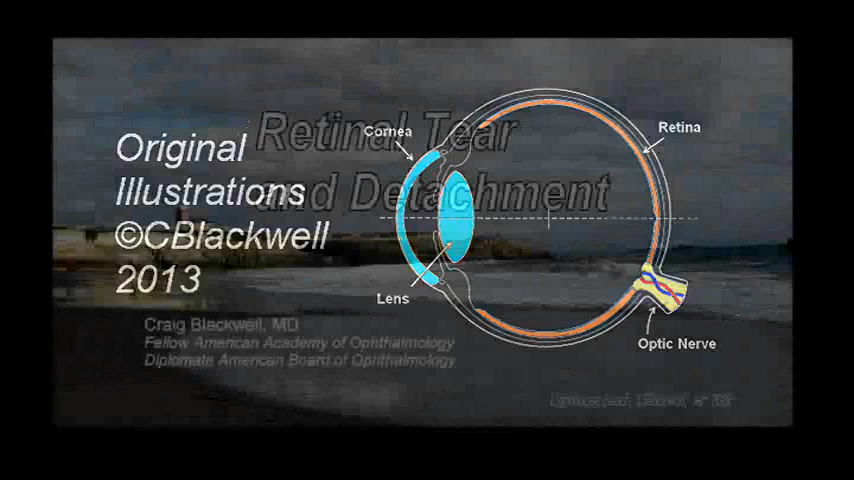 Retinal Tear
and Detachment
Original
Illustrations
©CBlackwell
2013
Cornea
Retina
Lens
Optic Nerve
Craig Blackwell, MD
Fellow American Academy of Ophthalmology
Diplomate American Board of Ophthalmology